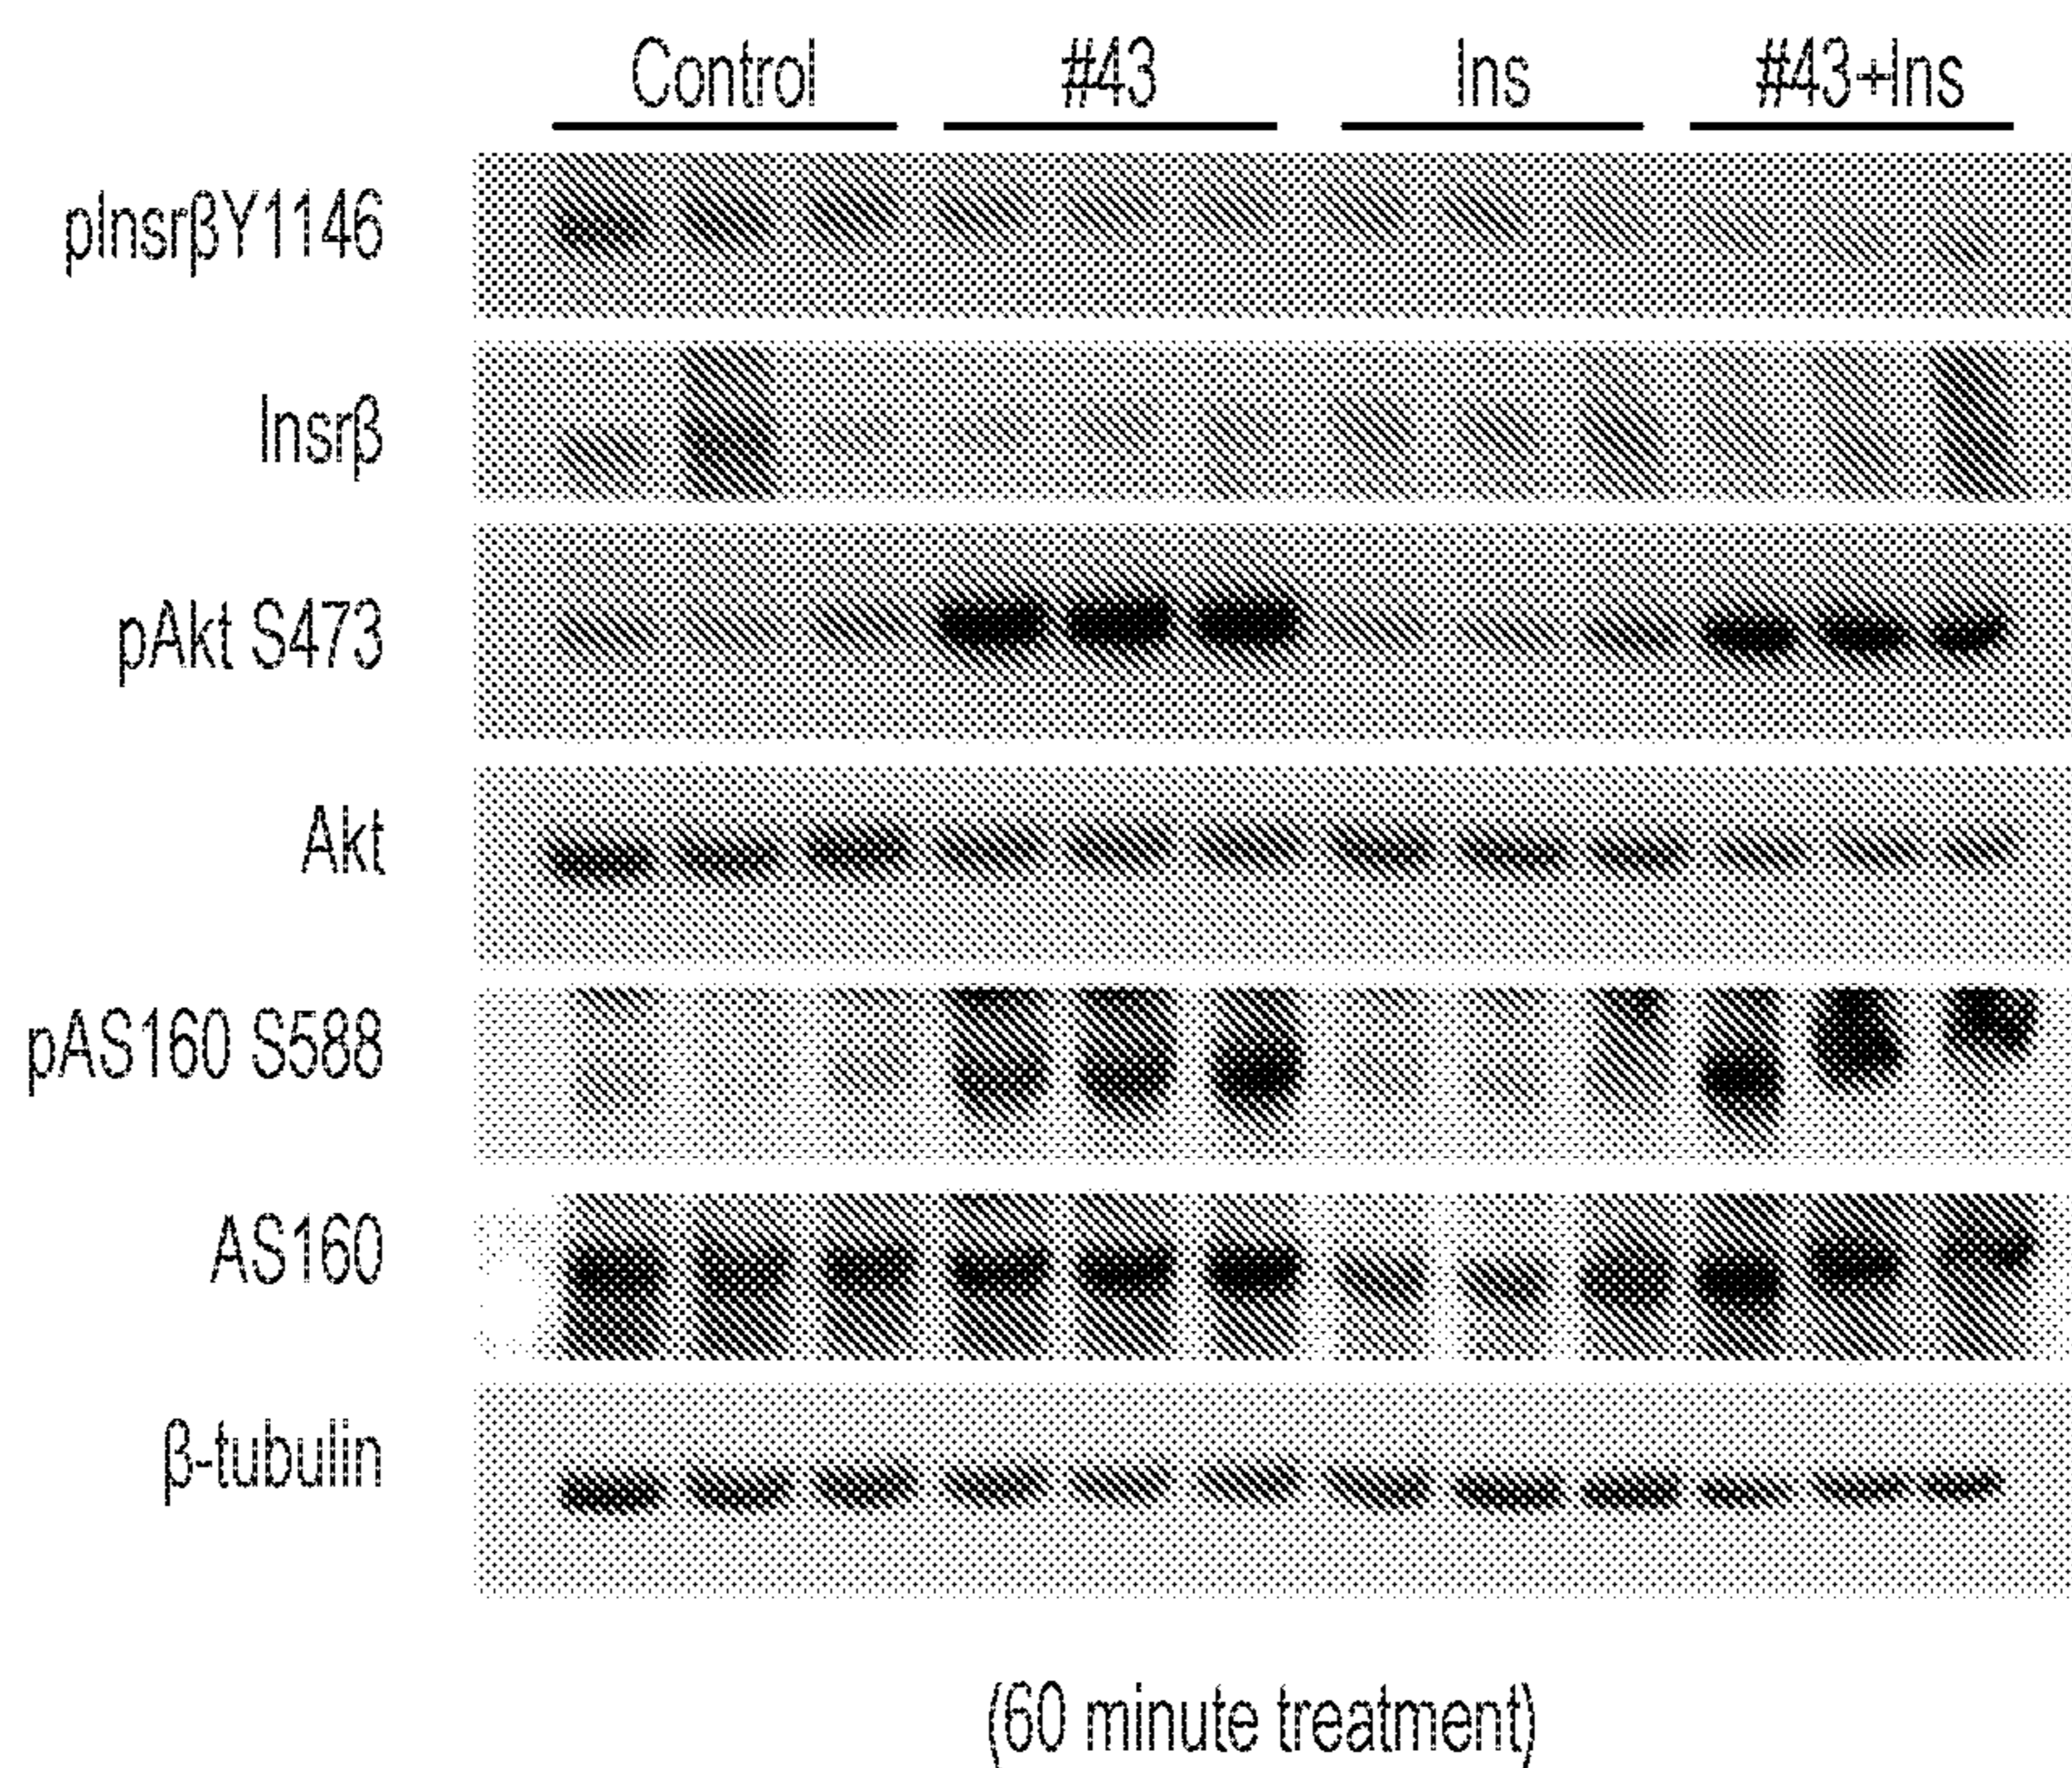 Control #43 Ins #43+Ins
pInsrβY1146
Insrβ
pAkt S473
Akt
pAS160 S588
AS160
β-tubulin
(60 minute treatment)